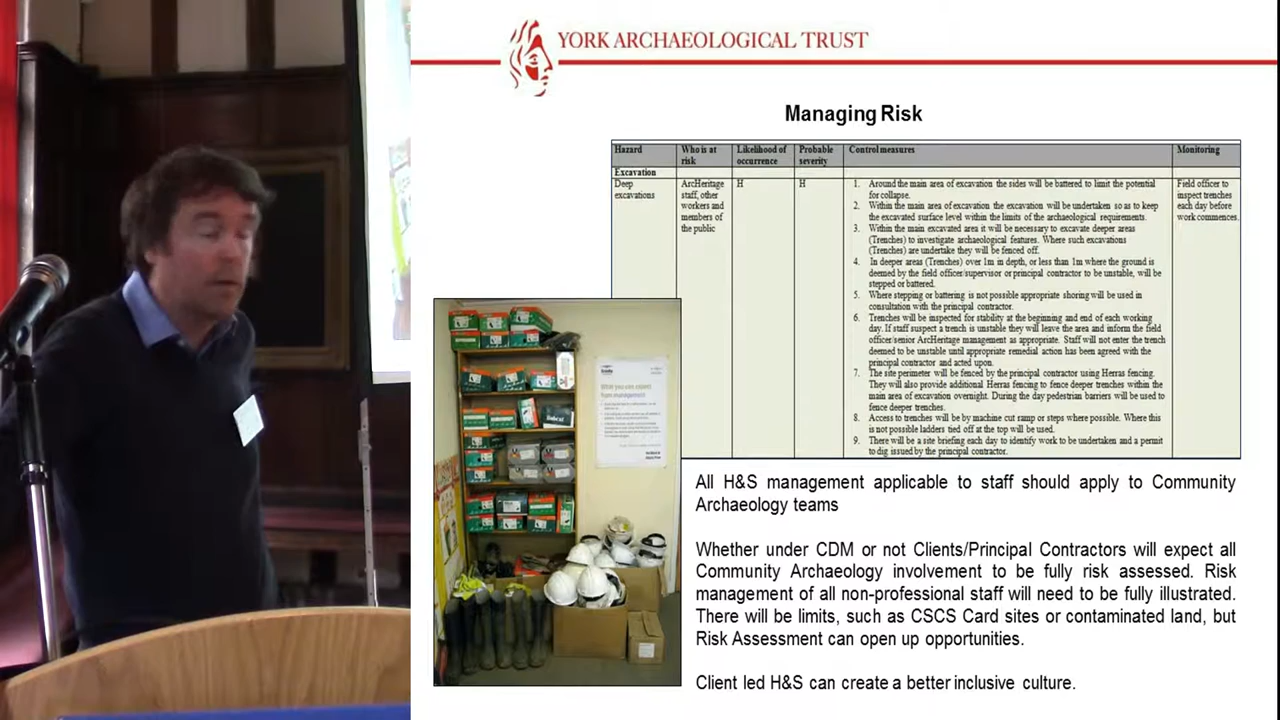 YORK ARCHAEOLOGICAL TRUST
Managing Risk
Hazard
Who is at risk
Likelihood of occurrence
Probable severity
Control measures
Monitoring
Excavation
Deep excavations
ArcHeritage staff, other workers and members of the public
H
H
1. Around the main area of excavation the sides will be battered to limit the potential
for collapse.
2. Within the main area of excavation the excavation will be undertaken so as to keep
the excavated surface level within the limits of the archaeological requirements.
3. Within the main excavated area it will be necessary to excavate deeper areas
(Trenches) to investigate archaeological features. Where such excavations
(Trenches) are undertake they will be fenced off.
4. In deeper areas (Trenches) over 1m in depth, or less than 1m where the ground is
deemed by the field officer/supervisor or principal contractor to be unstable, will be
stepped or battered.
5. Where stepping or battering is not possible appropriate shoring will be used in
consultation with the principal contractor.
6. Trenches will be inspected for stability at the beginning and end of each working
day. If staff suspect a trench is unstable they will leave the area and inform the field
officer/senior ArcHeritage management as appropriate. Staff will not enter the trench
deemed to be unstable until appropriate remedial action has been agreed with the
principal contractor and acted upon.
7. The site perimeter will be fenced by the principal contractor using Herras fencing.
They will also provide additional Herras fencing to fence deeper trenches within the
main area of excavation overnight. During the day pedestrian barriers will be used to
fence deeper trenches.
8. Access to trenches will be by machine cut ramp or steps where possible. Where this
is not possible ladders tied off at the top will be used.
9. There will be a site briefing each day to identify work to be undertaken and a permit
to dig issued by the principal contractor.
Field officer to
inspect trenches
each day before
work commences.
What you can expect
from management
All H&S management applicable to staff should apply to Community
Archaeology teams
Whether under CDM or not Clients/Principal Contractors will expect all
Community Archaeology involvement to be fully risk assessed. Risk
management of all non-professional staff will need to be fully illustrated.
There will be limits, such as CSCS Card sites or contaminated land, but
Risk Assessment can open up opportunities.
Client led H&S can create a better inclusive culture.